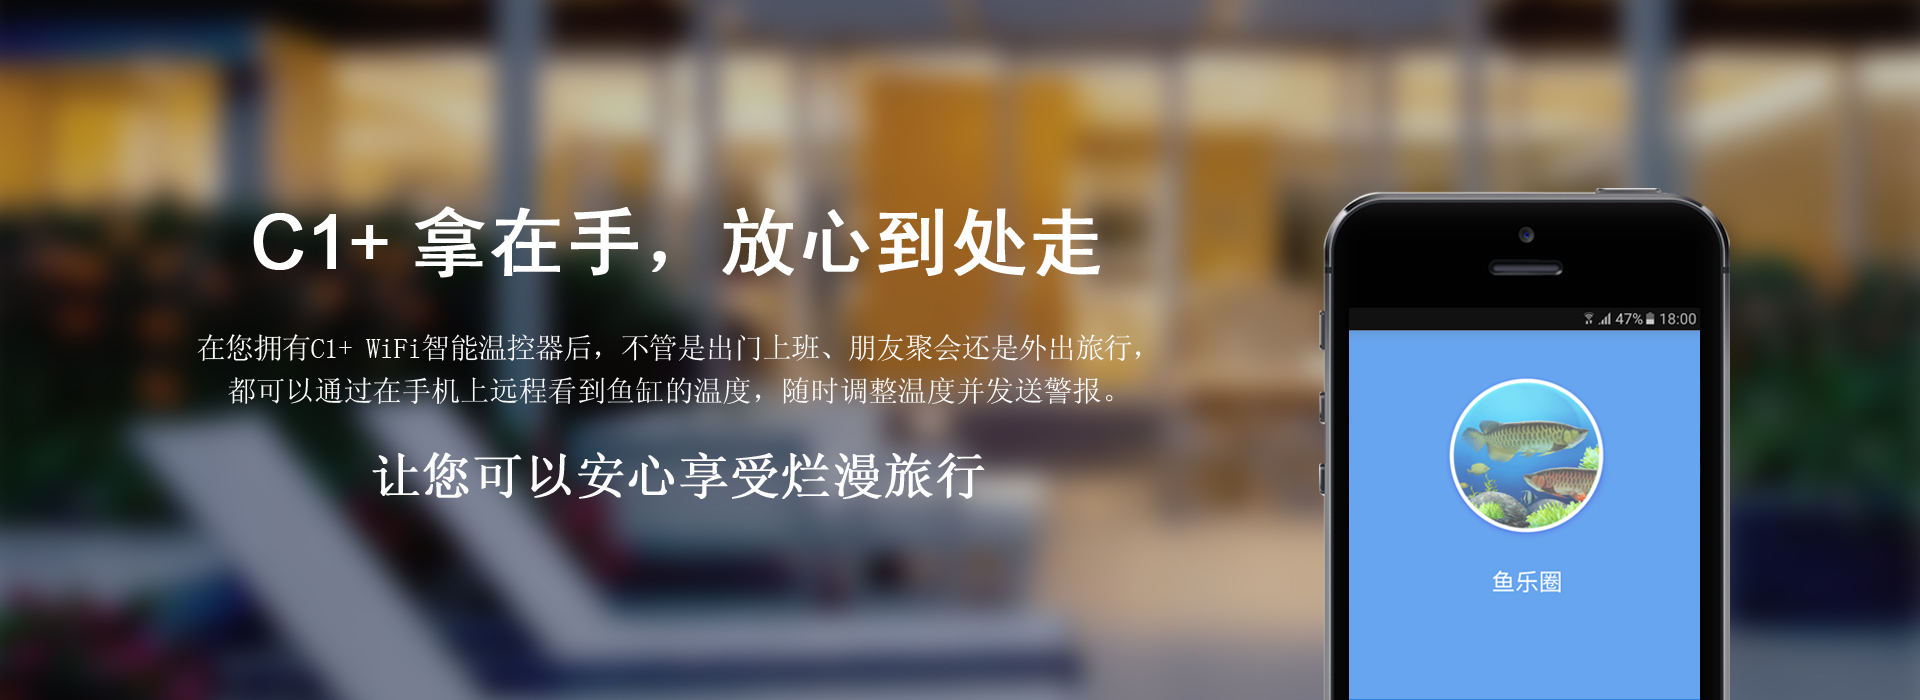 C1+ 拿在手，放心到处走
在您拥有C1+ WiFi智能温控器后，不管是出门上班、朋友聚会还是外出旅行，
都可以通过在手机上远程看到鱼缸的温度，随时调整温度并发送警报。
让您可以安心享受烂漫旅行
47% 18:00
鱼乐圈